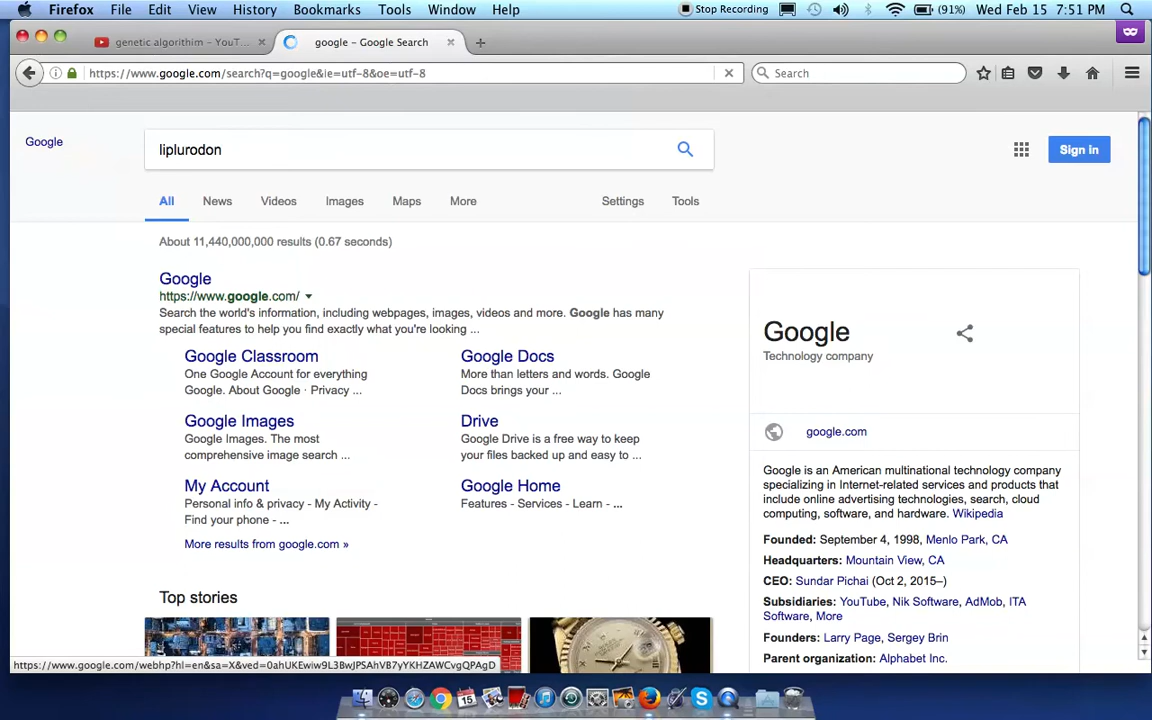 Firefox File Edit View History Bookmarks Tools Window Help Stop Recording (91%) Wed Feb 15 7:51 PM
genetic algorithim - YouT... google - Google Search
https://www.google.com/search?q=google&ie=utf-8&oe=utf-8 Search
Google liplurodon Sign in
All News Videos Images Maps More Settings Tools
About 11,440,000,000 results (0.67 seconds)
Google
https://www.google.com/
Search the world's information, including webpages, images, videos and more. Google has many
special features to help you find exactly what you're looking ...
Google Classroom
One Google Account for everything
Google. About Google · Privacy ...
Google Docs
More than letters and words. Google
Docs brings your ...
Google Images
Google Images. The most
comprehensive image search ...
Drive
Google Drive is a free way to keep
your files backed up and easy to ...
My Account
Personal info & privacy - My Activity -
Find your phone - ...
Google Home
Features - Services - Learn - ...
More results from google.com »
Top stories
Google
Technology company
google.com
Google is an American multinational technology company
specializing in Internet-related services and products that
include online advertising technologies, search, cloud
computing, software, and hardware. Wikipedia
Founded: September 4, 1998, Menlo Park, CA
Headquarters: Mountain View, CA
CEO: Sundar Pichai (Oct 2, 2015–)
Subsidiaries: YouTube, Nik Software, AdMob, ITA
Software, More
Founders: Larry Page, Sergey Brin
Parent organization: Alphabet Inc.
https://www.google.com/webhp?hl=en&sa=X&ved=0ahUKEwiw9L3BwJPSAhVB7yYKHZAWCvgQPAgD
15